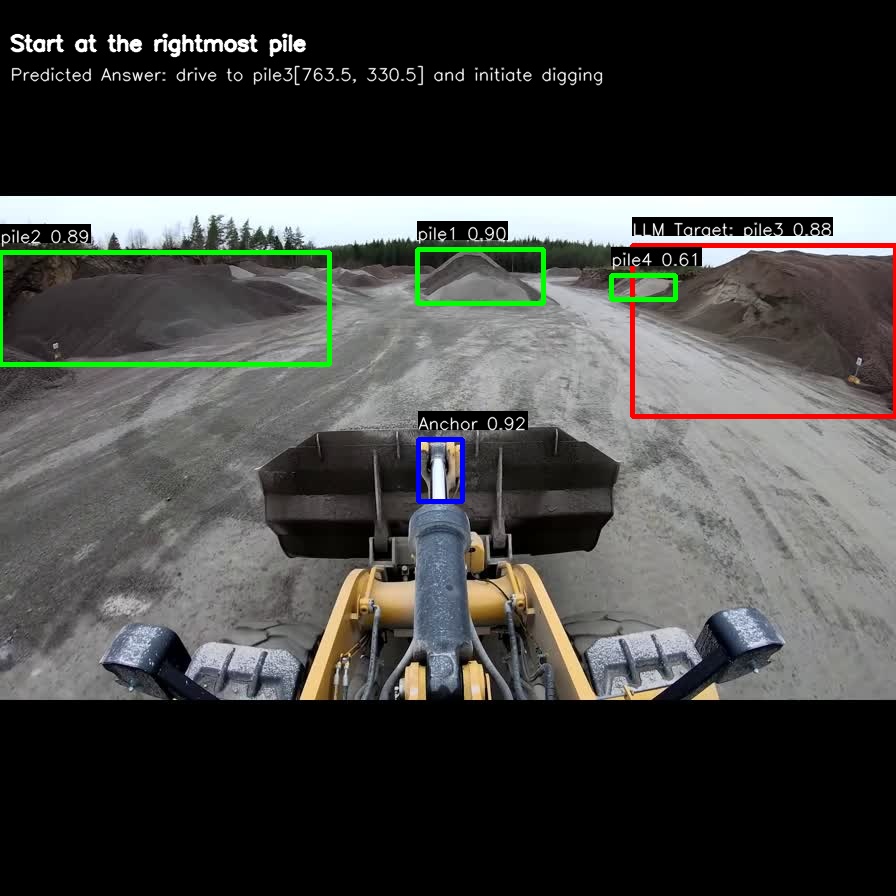 Start at the rightmost pile
Predicted Answer: drive to pile3[763.5, 330.5] and initiate digging
pile2 0.89
pile1 0.90
LLM Target: pile3 0.88
pile4 0.61
Anchor 0.92